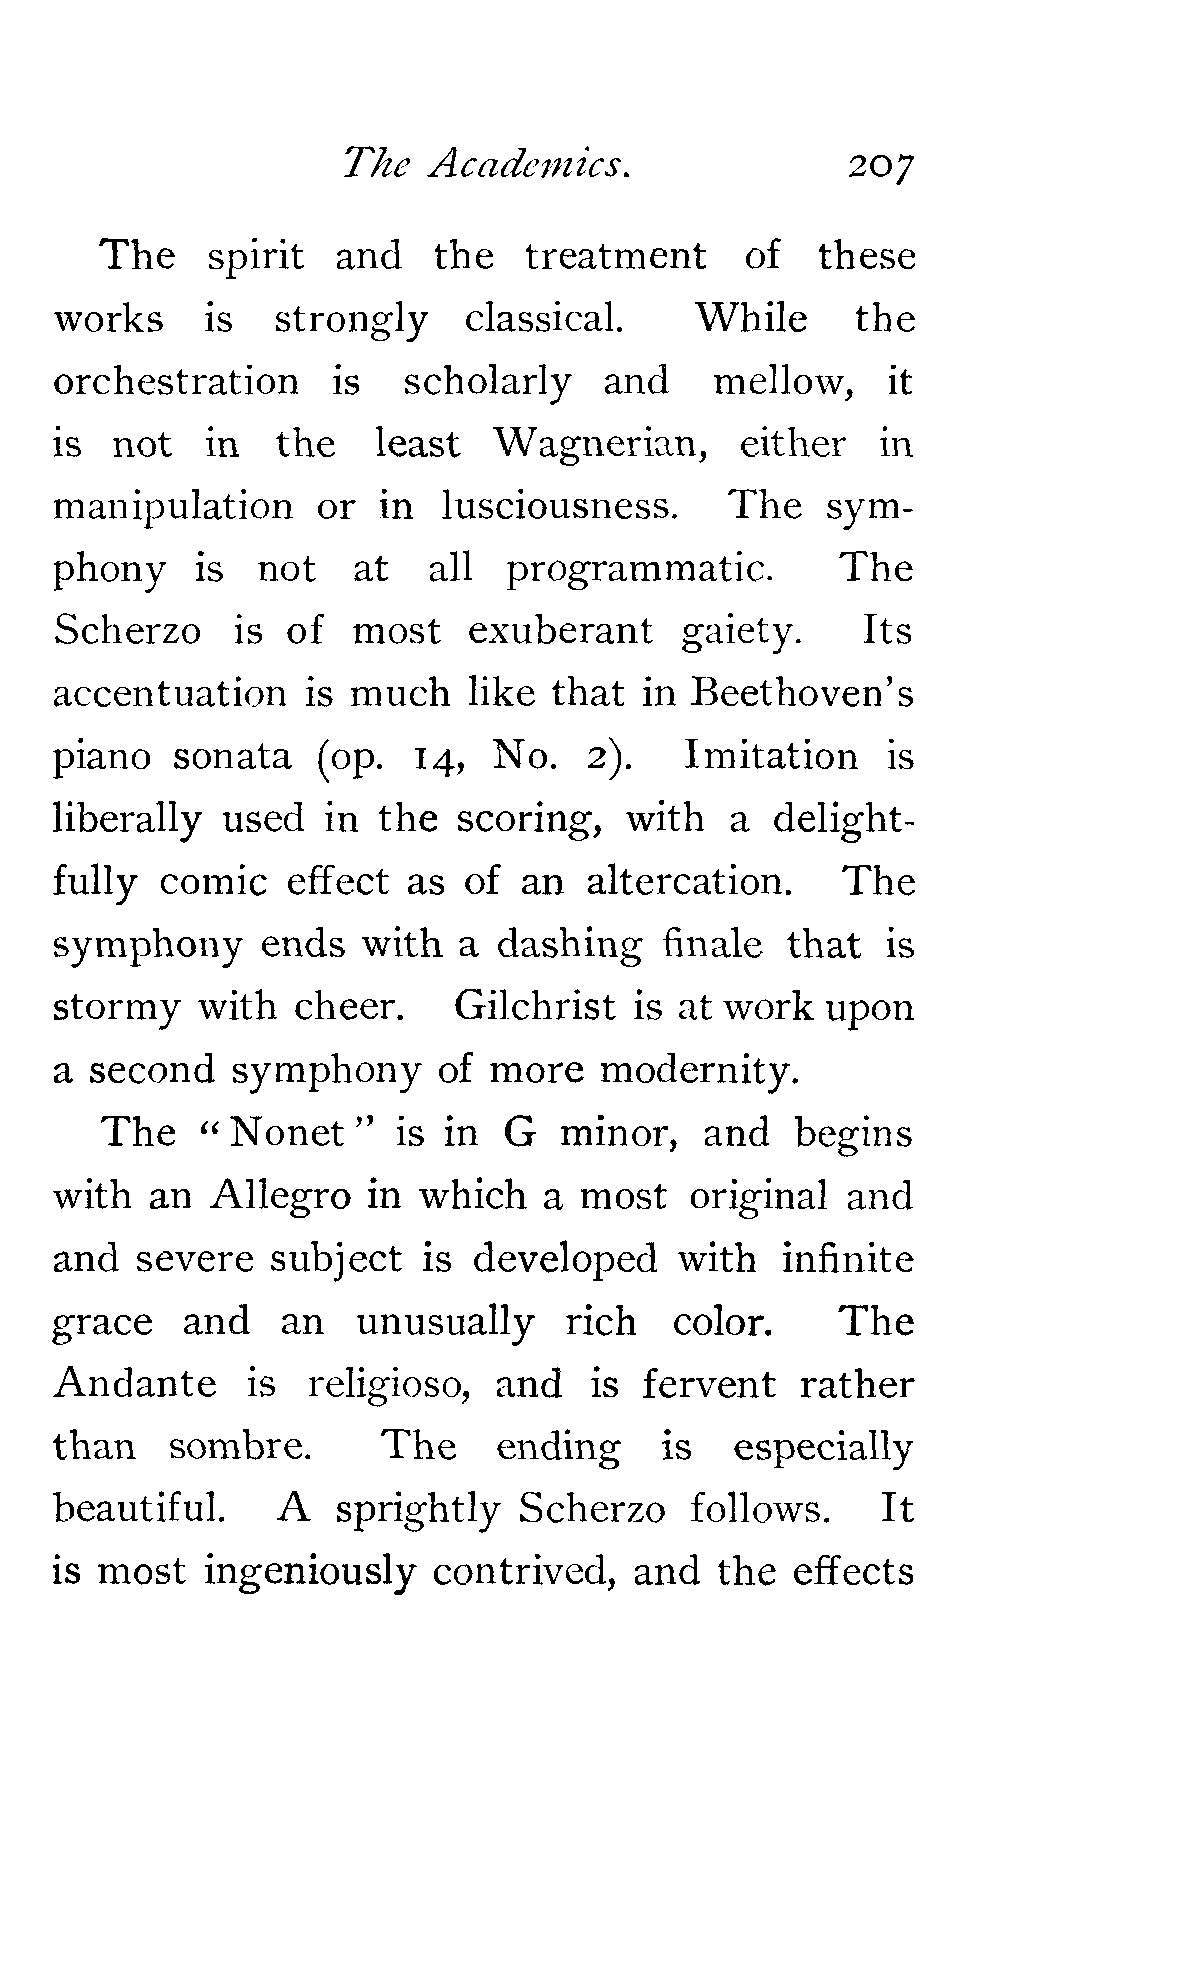 The Academics. 207
The spirit and the treatment of these
works is strongly classical. While the
orchestration is scholarly and mellow, it
is not in the least Wagnerian, either in
manipulation or in lusciousness. The sym-
phony is not at all programmatic. The
Scherzo is of most exuberant gaiety. Its
accentuation is much like that in Beethoven's
piano sonata (op. 14, No. 2). Imitation is
liberally used in the scoring, with a delight-
fully comic effect as of an altercation. The
symphony ends with a dashing finale that is
stormy with cheer. Gilchrist is at work upon
a second symphony of more modernity.
The “Nonet” is in G minor, and begins
with an Allegro in which a most original and
and severe subject is developed with infinite
grace and an unusually rich color. The
Andante is religioso, and is fervent rather
than sombre. The ending is especially
beautiful. A sprightly Scherzo follows. It
is most ingeniously contrived, and the effects